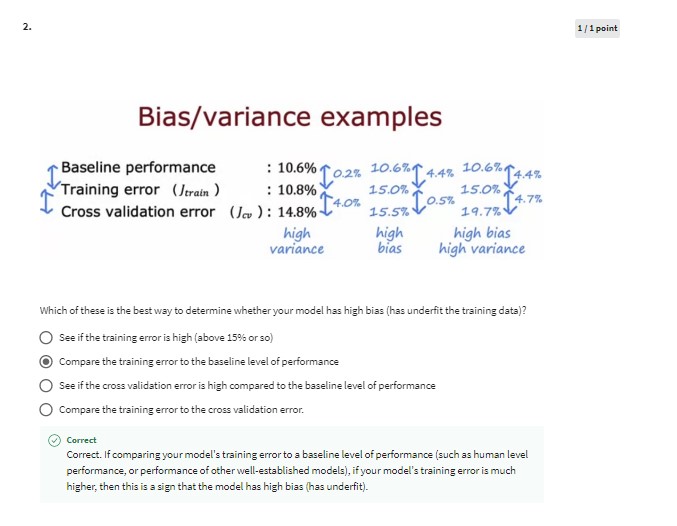 2.
1 / 1 point
Bias/variance examples
Baseline performance : 10.6% 0.2% 10.6% 4.4% 10.6% 4.4%
Training error (Jtrain) : 10.8% 15.0% 15.0%
4.0% 0.5% 4.7%
Cross validation error (Jcv): 14.8% 15.5% 19.7%
high high high bias
variance bias high variance
Which of these is the best way to determine whether your model has high bias (has underfit the training data)?
See if the training error is high (above 15% or so)
Compare the training error to the baseline level of performance
See if the cross validation error is high compared to the baseline level of performance
Compare the training error to the cross validation error.
Correct
Correct. If comparing your model's training error to a baseline level of performance (such as human level
performance, or performance of other well-established models), if your model's training error is much
higher, then this is a sign that the model has high bias (has underfit).